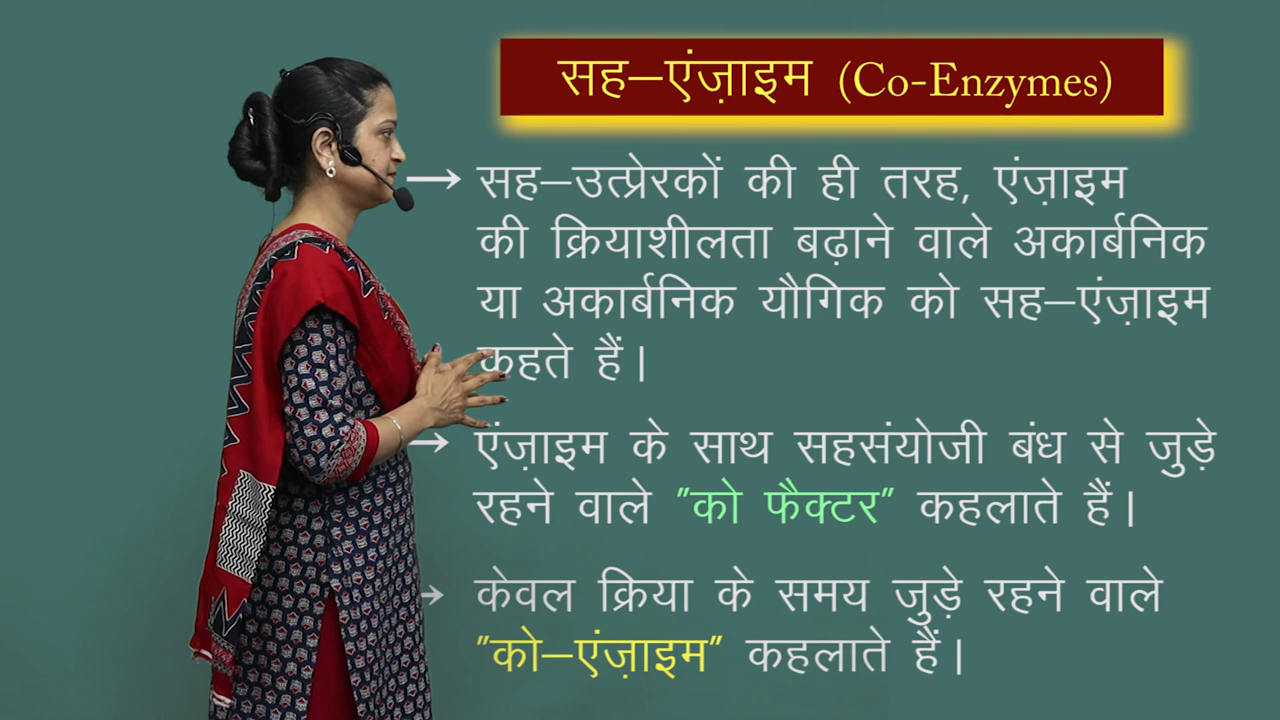 सह–एंज़ाइम (Co-Enzymes)
→ सह–उत्प्रेरकों की ही तरह, एंज़ाइम
की क्रियाशीलता बढ़ाने वाले अकार्बनिक
या अकार्बनिक यौगिक को सह–एंज़ाइम
कहते हैं।
→ एंज़ाइम के साथ सहसंयोजी बंध से जुड़े
रहने वाले "को फैक्टर" कहलाते हैं।
→ केवल क्रिया के समय जुड़े रहने वाले
"को–एंज़ाइम" कहलाते हैं।